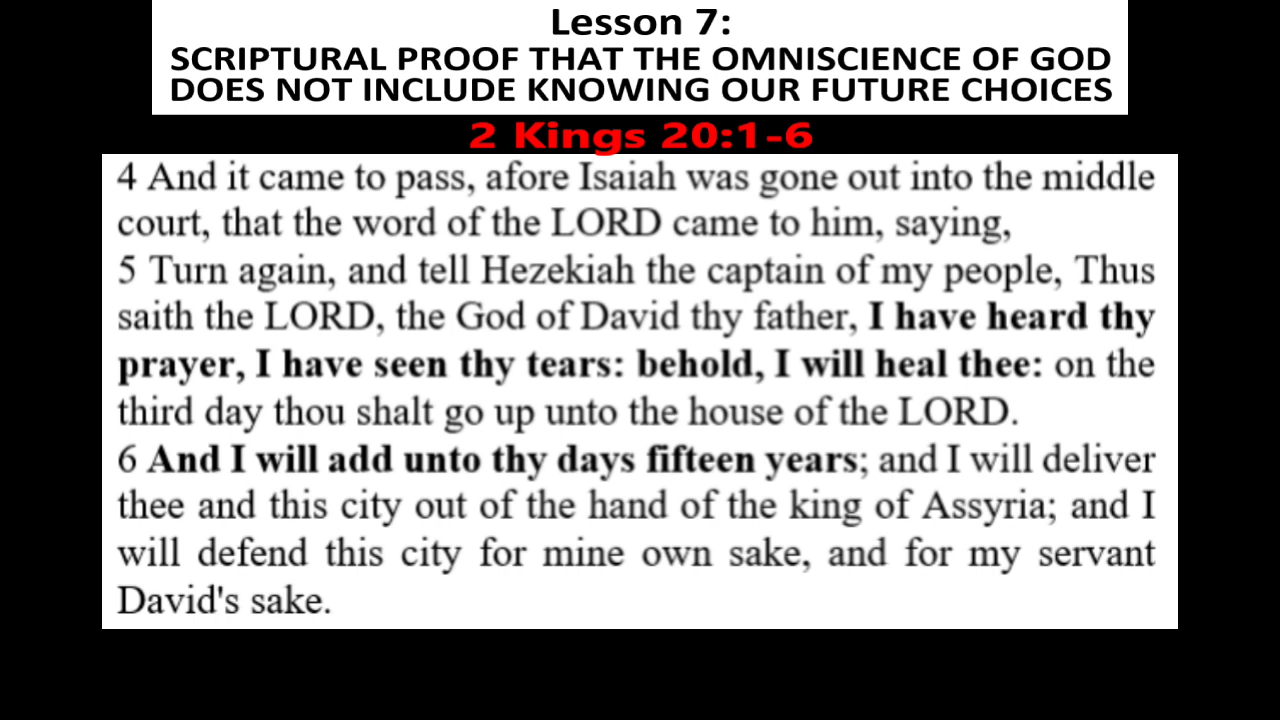 Lesson 7:
SCRIPTURAL PROOF THAT THE OMNISCIENCE OF GOD
DOES NOT INCLUDE KNOWING OUR FUTURE CHOICES
2 Kings 20:1-6
4 And it came to pass, afore Isaiah was gone out into the middle
court, that the word of the LORD came to him, saying,
5 Turn again, and tell Hezekiah the captain of my people, Thus
saith the LORD, the God of David thy father, I have heard thy
prayer, I have seen thy tears: behold, I will heal thee: on the
third day thou shalt go up unto the house of the LORD.
6 And I will add unto thy days fifteen years; and I will deliver
thee and this city out of the hand of the king of Assyria; and I
will defend this city for mine own sake, and for my servant
David's sake.